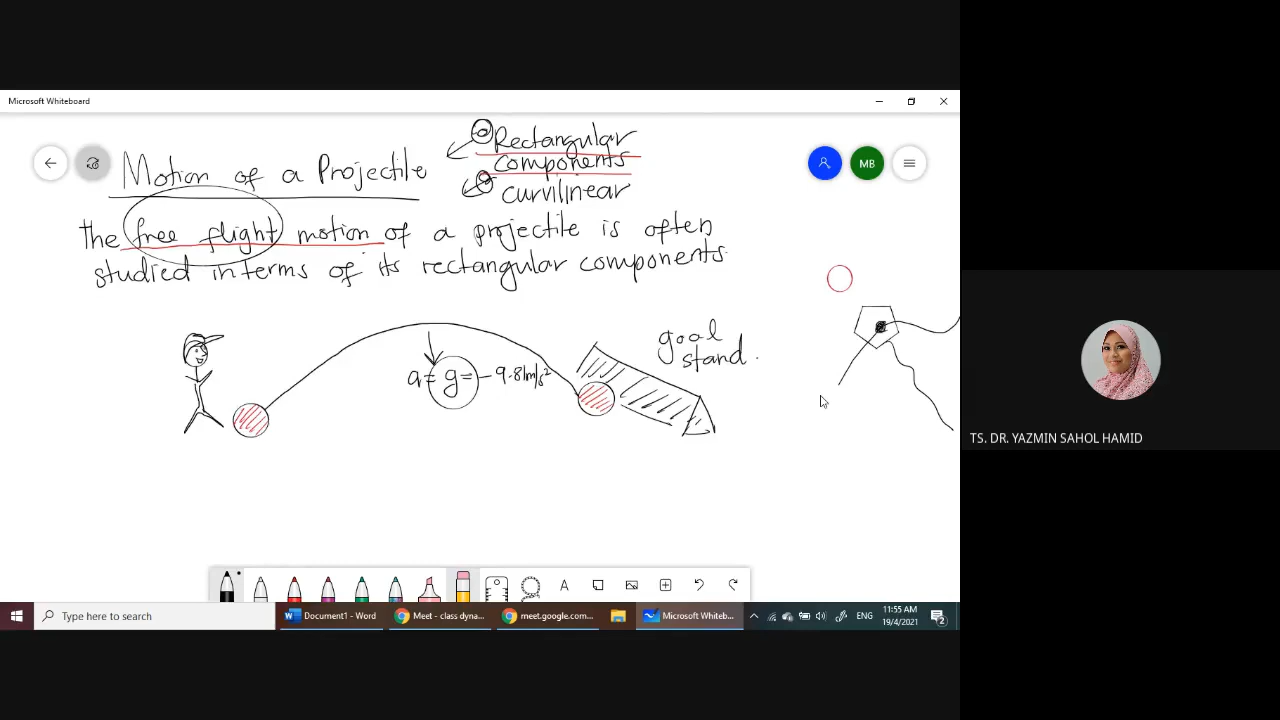 Microsoft Whiteboard
Rectangular
components
Motion of a Projectile
curvilinear
MB
The free flight motion of a projectile is often
studied in terms of its rectangular components.
goal
stand.
a = g = -9.81m/s²
TS. DR. YAZMIN SAHOL HAMID
A
Type here to search
Document1 - Word
Meet - class dyna...
meet.google.com...
Microsoft Whiteb...
ENG
11:55 AM
19/4/2021
2